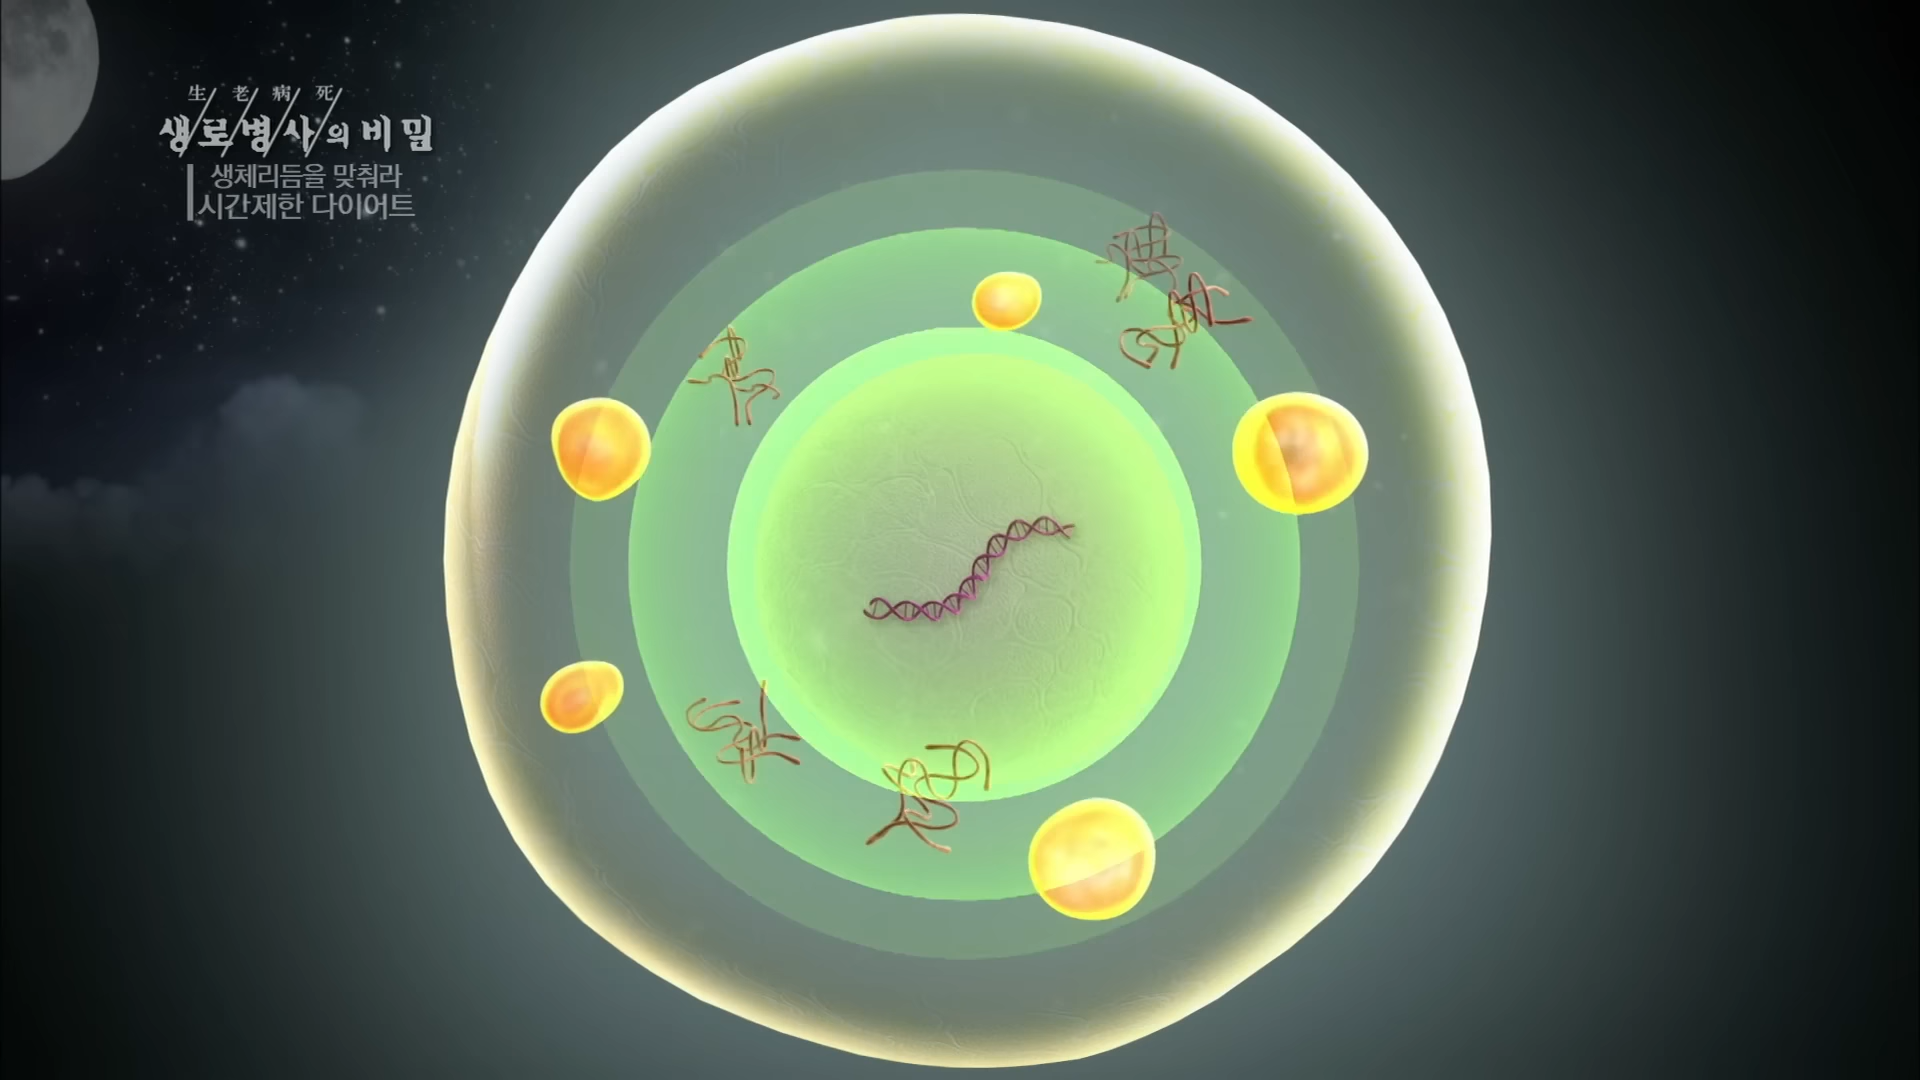 生老病死
생로병사의 비밀
생체리듬을 맞춰라
시간제한 다이어트